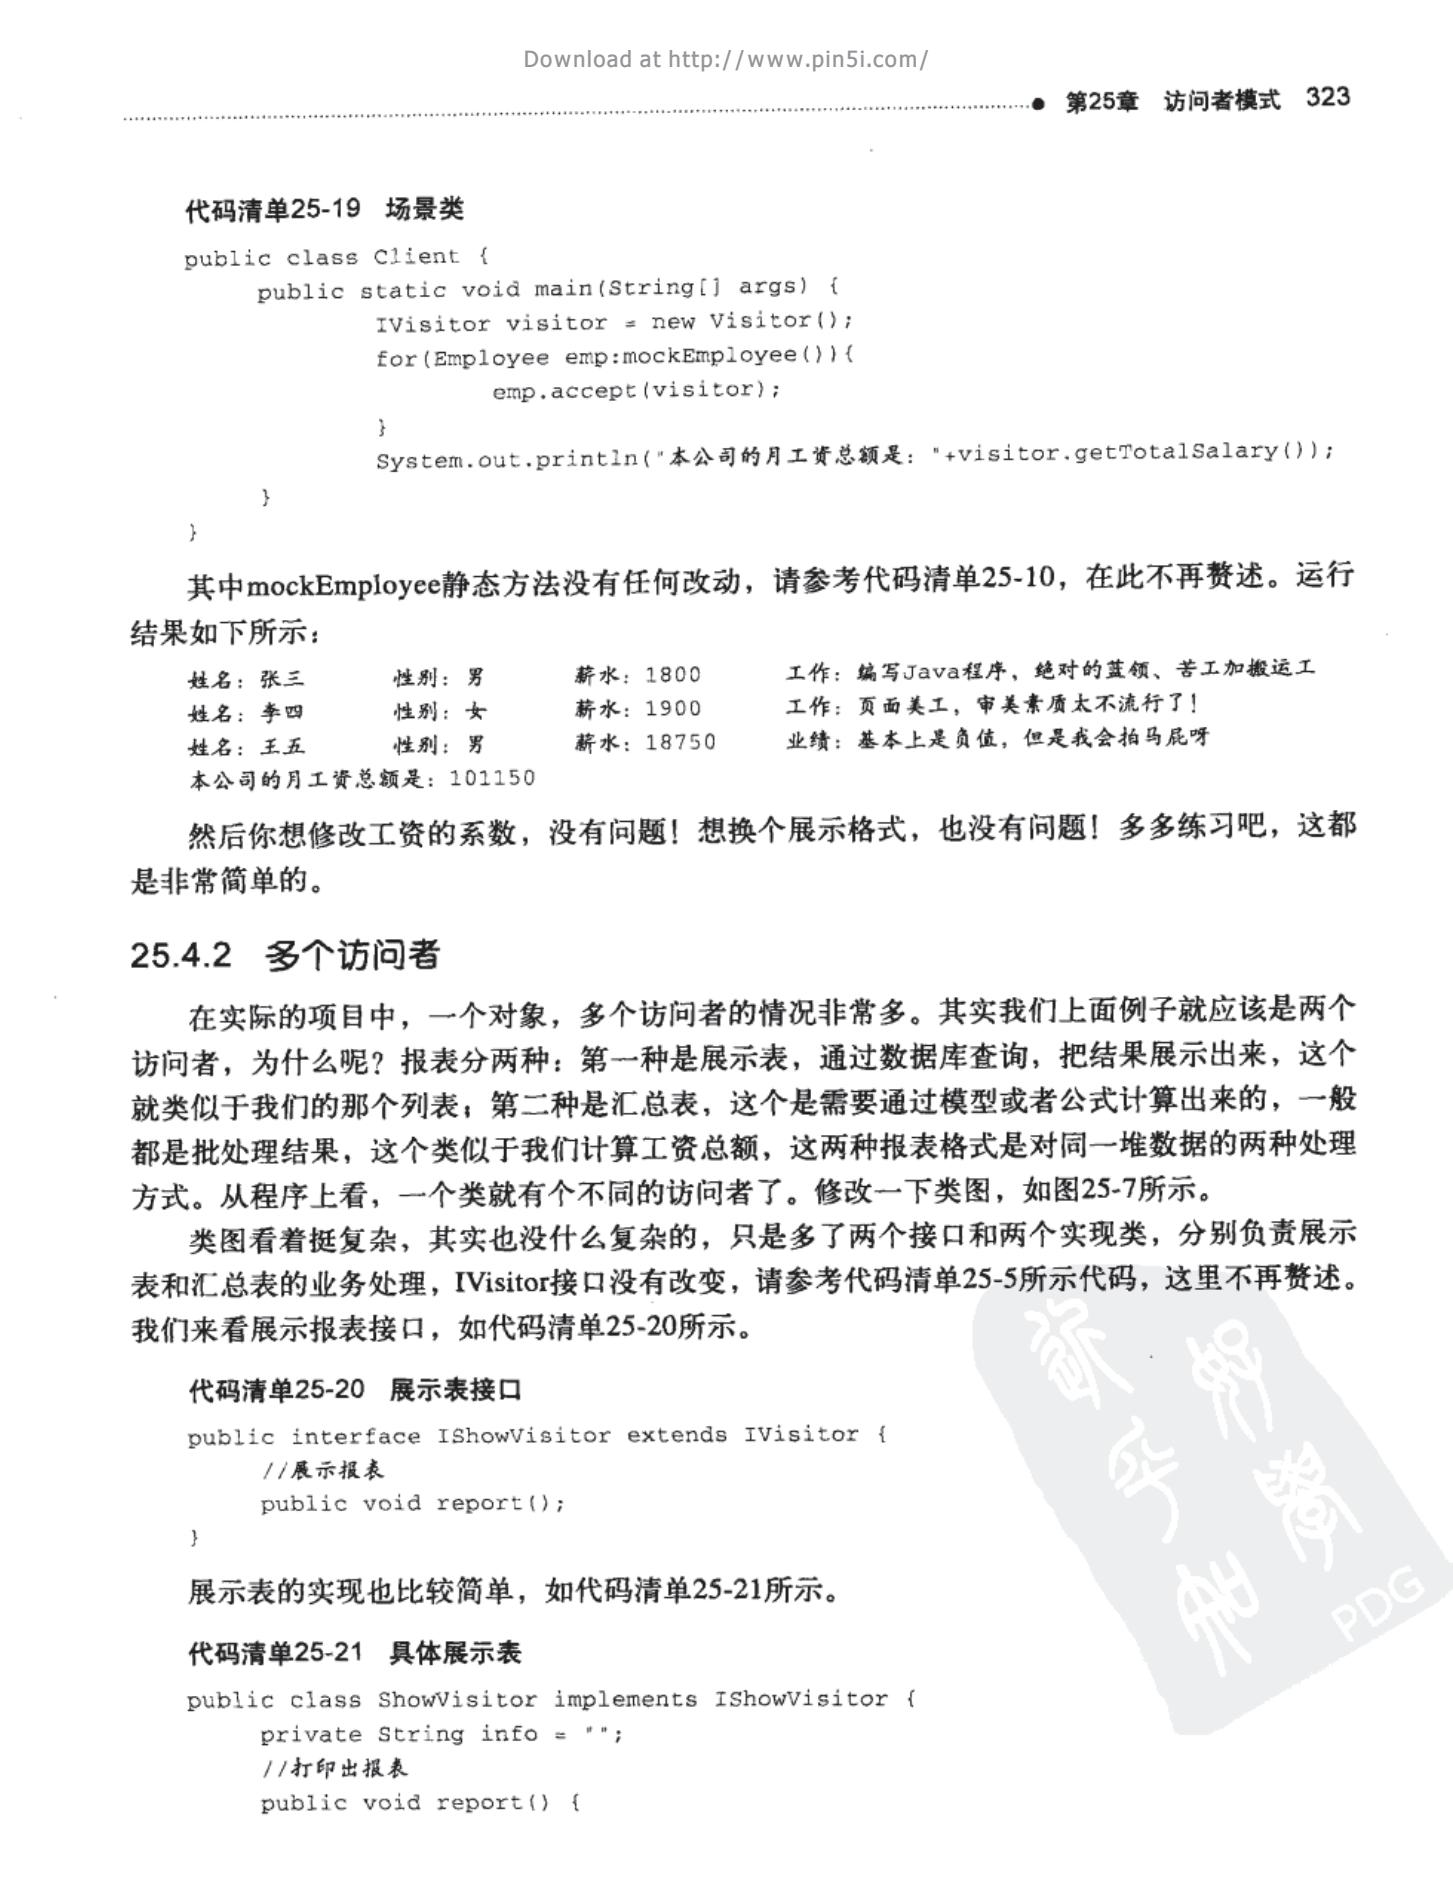 Download at http://www.pin5i.com/
第25章 访问者模式 323
代码清单25-19 场景类
public class Client {
public static void main(String[] args) {
IVisitor visitor = new Visitor();
for(Employee emp:mockEmployee()){
emp.accept(visitor);
}
System.out.println("本公司的月工资总额是："+visitor.getTotalSalary());
}
}
其中mockEmployee静态方法没有任何改动，请参考代码清单25-10，在此不再赘述。运行
结果如下所示：
姓名：张三 性别：男 薪水：1800 工作：编写Java程序，绝对的蓝领、苦工加搬运工
姓名：李四 性别：女 薪水：1900 工作：页面美工，审美素质太不流行了！
姓名：王五 性别：男 薪水：18750 业绩：基本上是负值，但是我会拍马屁呀
本公司的月工资总额是：101150
然后你想修改工资的系数，没有问题！想换个展示格式，也没有问题！多多练习吧，这都
是非常简单的。
25.4.2 多个访问者
在实际的项目中，一个对象，多个访问者的情况非常多。其实我们上面例子就应该是两个
访问者，为什么呢？报表分两种：第一种是展示表，通过数据库查询，把结果展示出来，这个
就类似于我们的那个列表；第二种是汇总表，这个是需要通过模型或者公式计算出来的，一般
都是批处理结果，这个类似于我们计算工资总额，这两种报表格式是对同一堆数据的两种处理
方式。从程序上看，一个类就有个不同的访问者了。修改一下类图，如图25-7所示。
类图看着挺复杂，其实也没什么复杂的，只是多了两个接口和两个实现类，分别负责展示
表和汇总表的业务处理，IVisitor接口没有改变，请参考代码清单25-5所示代码，这里不再赘述。
我们来看展示报表接口，如代码清单25-20所示。
代码清单25-20 展示表接口
public interface IShowVisitor extends IVisitor {
//展示报表
public void report();
}
展示表的实现也比较简单，如代码清单25-21所示。
代码清单25-21 具体展示表
public class ShowVisitor implements IShowVisitor {
private String info = "";
//打印出报表
public void report() {
PDG